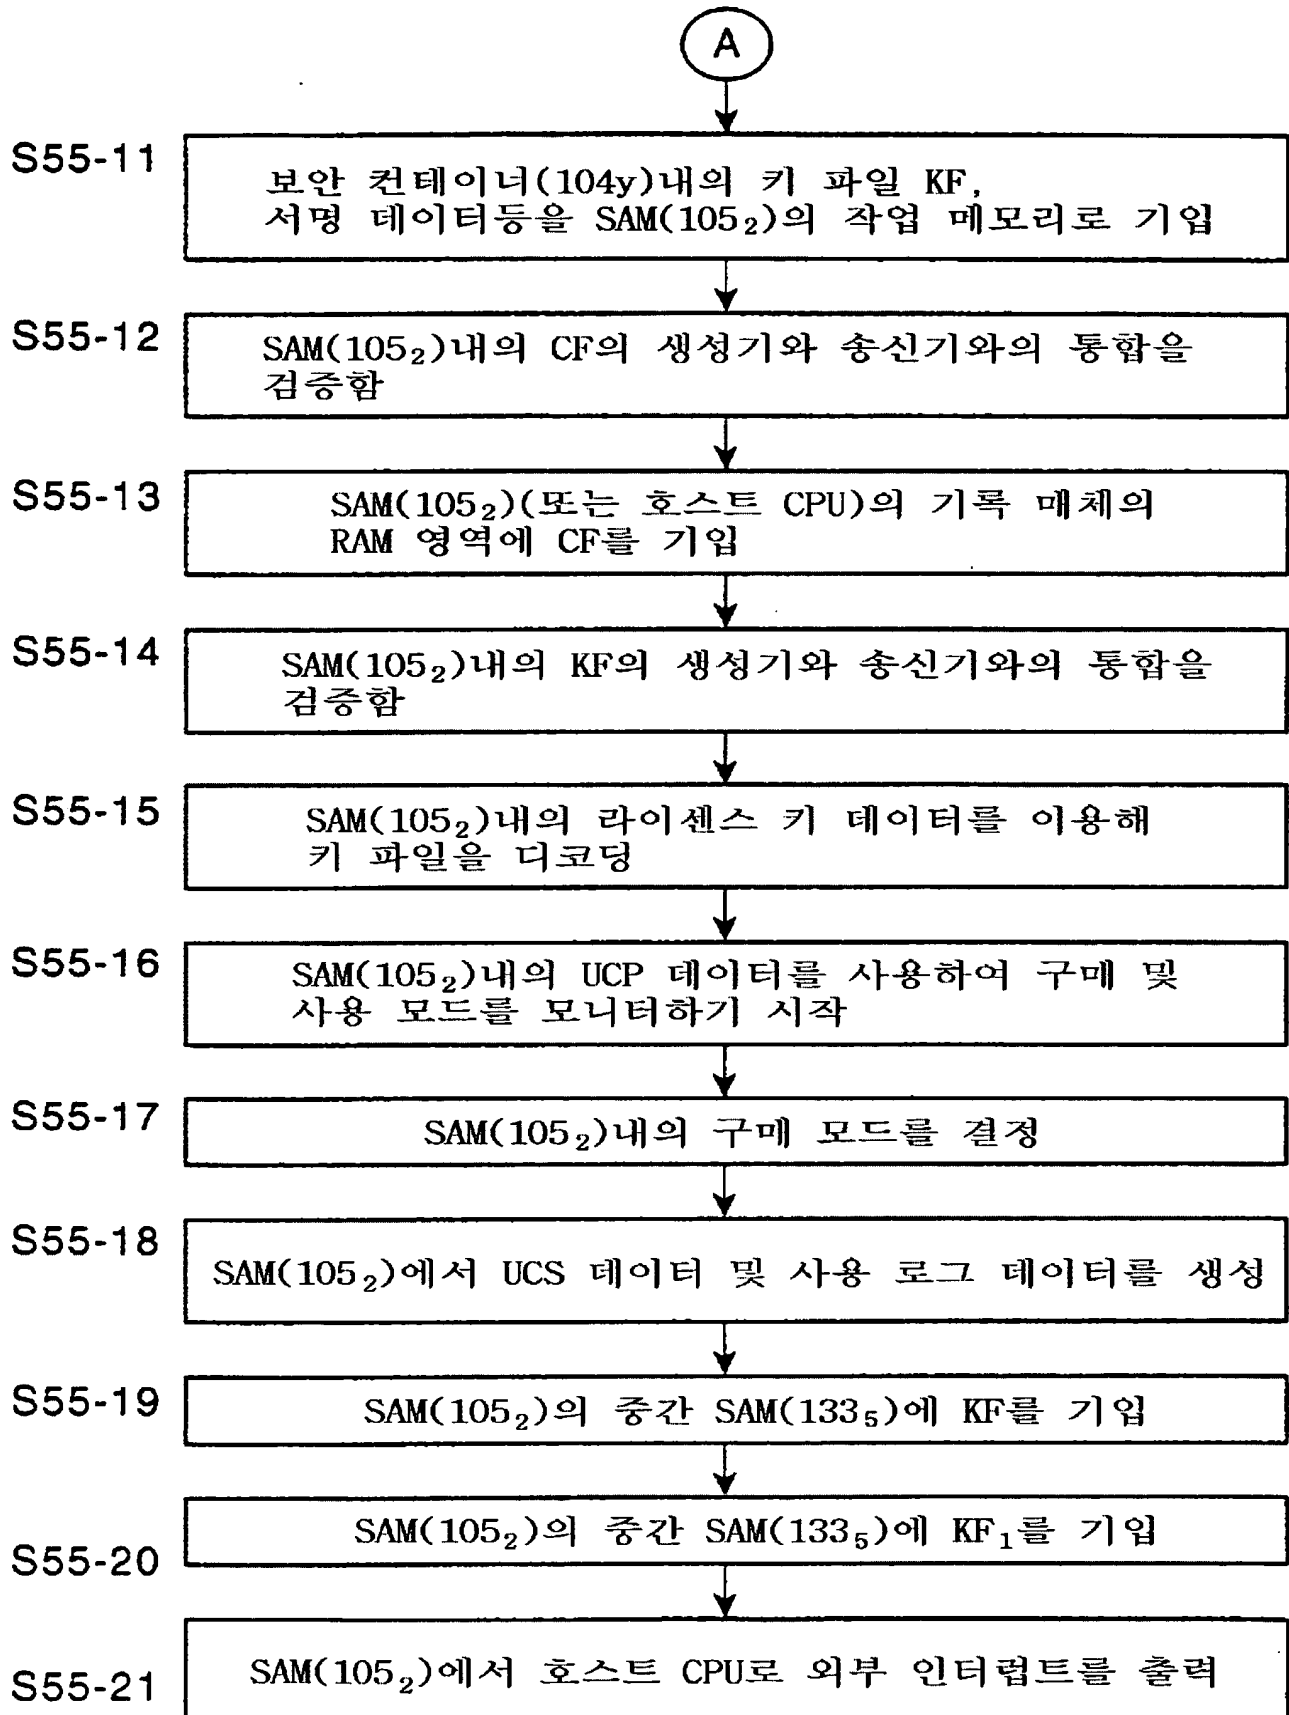 A
S55-11
보안 컨테이너(104y)내의 키 파일 KF,
서명 데이터등을 SAM(105₂)의 작업 메모리로 기입
S55-12
SAM(105₂)내의 CF의 생성기와 송신기와의 통합을
검증함
S55-13
SAM(105₂)(또는 호스트 CPU)의 기록 매체의
RAM 영역에 CF를 기입
S55-14
SAM(105₂)내의 KF의 생성기와 송신기와의 통합을
검증함
S55-15
SAM(105₂)내의 라이센스 키 데이터를 이용해
키 파일을 디코딩
S55-16
SAM(105₂)내의 UCP 데이터를 사용하여 구매 및
사용 모드를 모니터하기 시작
S55-17
SAM(105₂)내의 구매 모드를 결정
S55-18
SAM(105₂)에서 UCS 데이터 및 사용 로그 데이터를 생성
S55-19
SAM(105₂)의 중간 SAM(133₅)에 KF를 기입
S55-20
SAM(105₂)의 중간 SAM(133₅)에 KF₁를 기입
S55-21
SAM(105₂)에서 호스트 CPU로 외부 인터럽트를 출력